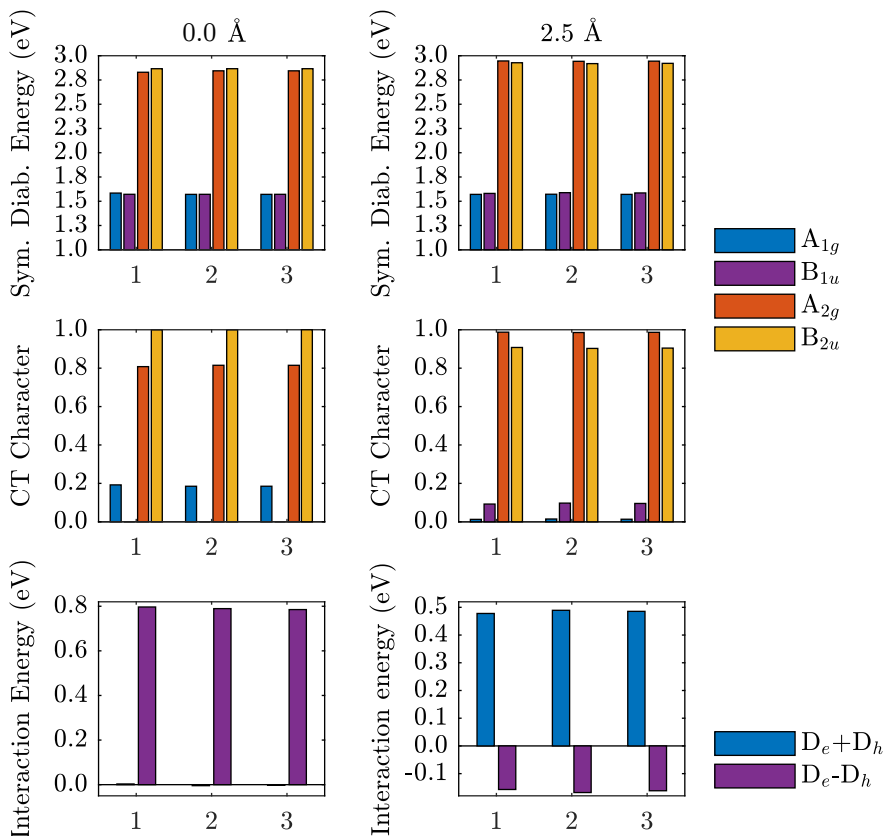 0.0 Å
2.5 Å
Sym. Diab. Energy (eV)
3.0
2.8
2.5
2.3
2.0
1.8
1.5
1.3
1.0
1 2 3
Sym. Diab. Energy (eV)
3.0
2.8
2.5
2.3
2.0
1.8
1.5
1.3
1.0
1 2 3
A1g
B1u
A2g
B2u
CT Character
1.0
0.8
0.6
0.4
0.2
0.0
1 2 3
CT Character
1.0
0.8
0.6
0.4
0.2
0.0
1 2 3
Interaction Energy (eV)
0.8
0.6
0.4
0.2
0.0
1 2 3
Interaction energy (eV)
0.5
0.5
0.4
0.3
0.2
0.1
0.0
-0.1
1 2 3
De+Dh
De-Dh